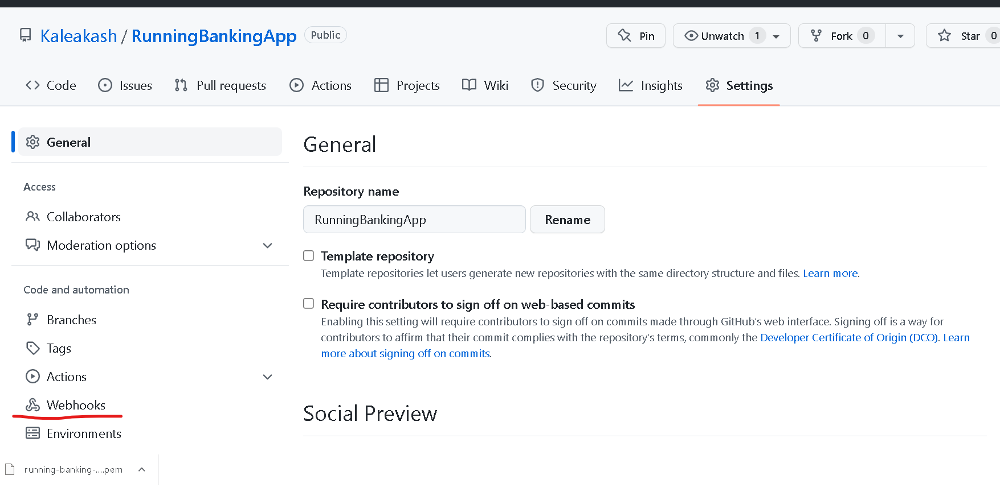 Kaleakash / RunningBankingApp Public
Pin Unwatch 1 Fork 0 Star 0
Code Issues Pull requests Actions Projects Wiki Security Insights Settings
General
Access
Collaborators
Moderation options
Code and automation
Branches
Tags
Actions
Webhooks
Environments
General
Repository name
RunningBankingApp Rename
Template repository
Template repositories let users generate new repositories with the same directory structure and files. Learn more.
Require contributors to sign off on web-based commits
Enabling this setting will require contributors to sign off on commits made through GitHub's web interface. Signing off is a way for
contributors to affirm that their commit complies with the repository's terms, commonly the Developer Certificate of Origin (DCO). Learn
more about signing off on commits.
Social Preview
running-banking-....pem